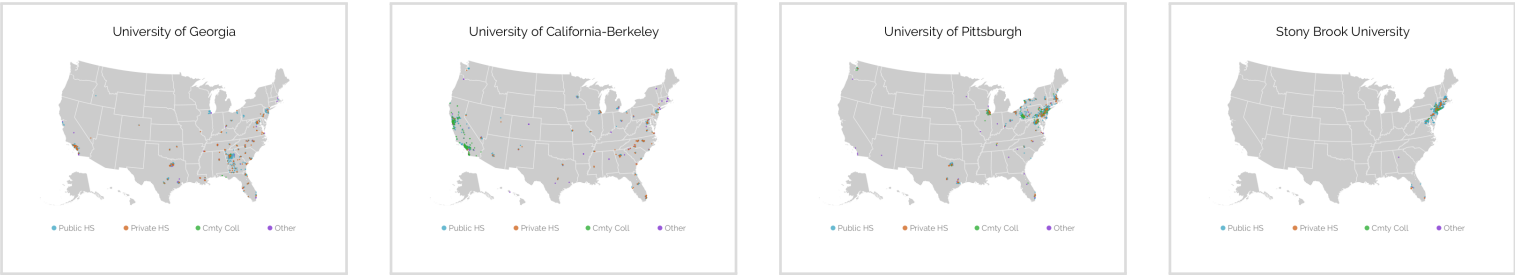 University of Georgia
Public HS Private HS Cmty Coll Other
University of California-Berkeley
Public HS Private HS Cmty Coll Other
University of Pittsburgh
Public HS Private HS Cmty Coll Other
Stony Brook University
Public HS Private HS Cmty Coll Other